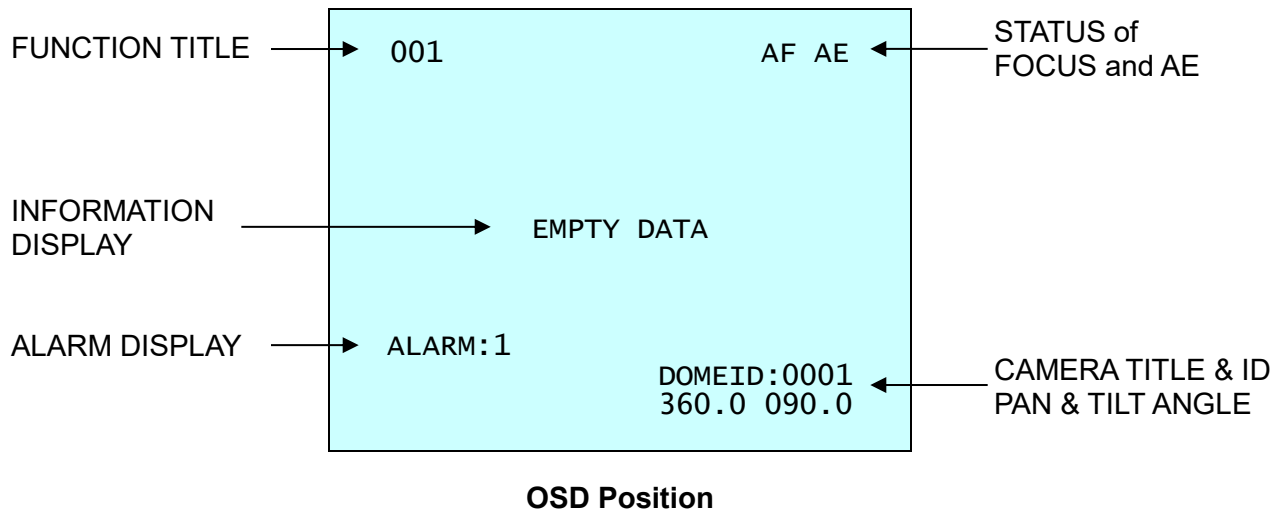 FUNCTION TITLE
001
AF AE
STATUS of
FOCUS and AE
INFORMATION
DISPLAY
EMPTY DATA
ALARM DISPLAY
ALARM:1
DOMEID:0001
360.0 090.0
CAMERA TITLE & ID
PAN & TILT ANGLE
OSD Position